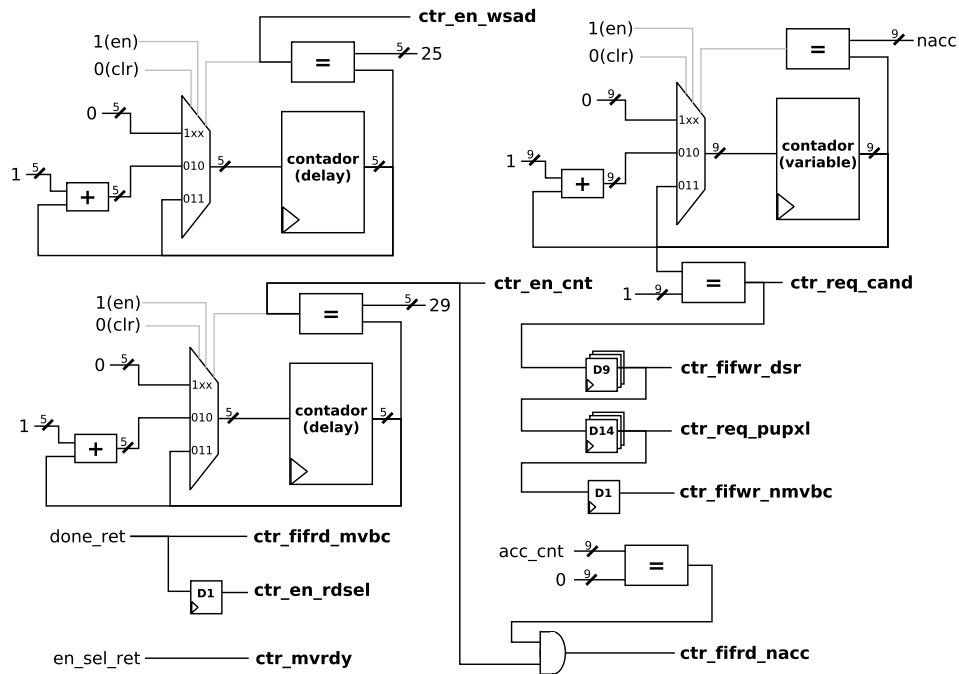 ctr_en_wsad
1(en)
0(clr)
= 5 25
0 5
1xx
010
011
5
contador
(delay)
5
1 5
+ 5
1(en)
0(clr)
= 9 nacc
0 9
1xx
010
011
9
contador
(variable)
9
1 9
+ 9
=
1 9
ctr_req_cand
ctr_en_cnt
1(en)
0(clr)
= 5 29
0 5
1xx
010
011
5
contador
(delay)
5
1 5
+ 5
D9 ctr_fifwr_dsr
D14 ctr_req_pupxl
D1 ctr_fifwr_nmvbc
done_ret ctr_fifrd_mvbc
D1 ctr_en_rdsel
en_sel_ret ctr_mvrdy
acc_cnt 9
0 9
=
ctr_fifrd_nacc